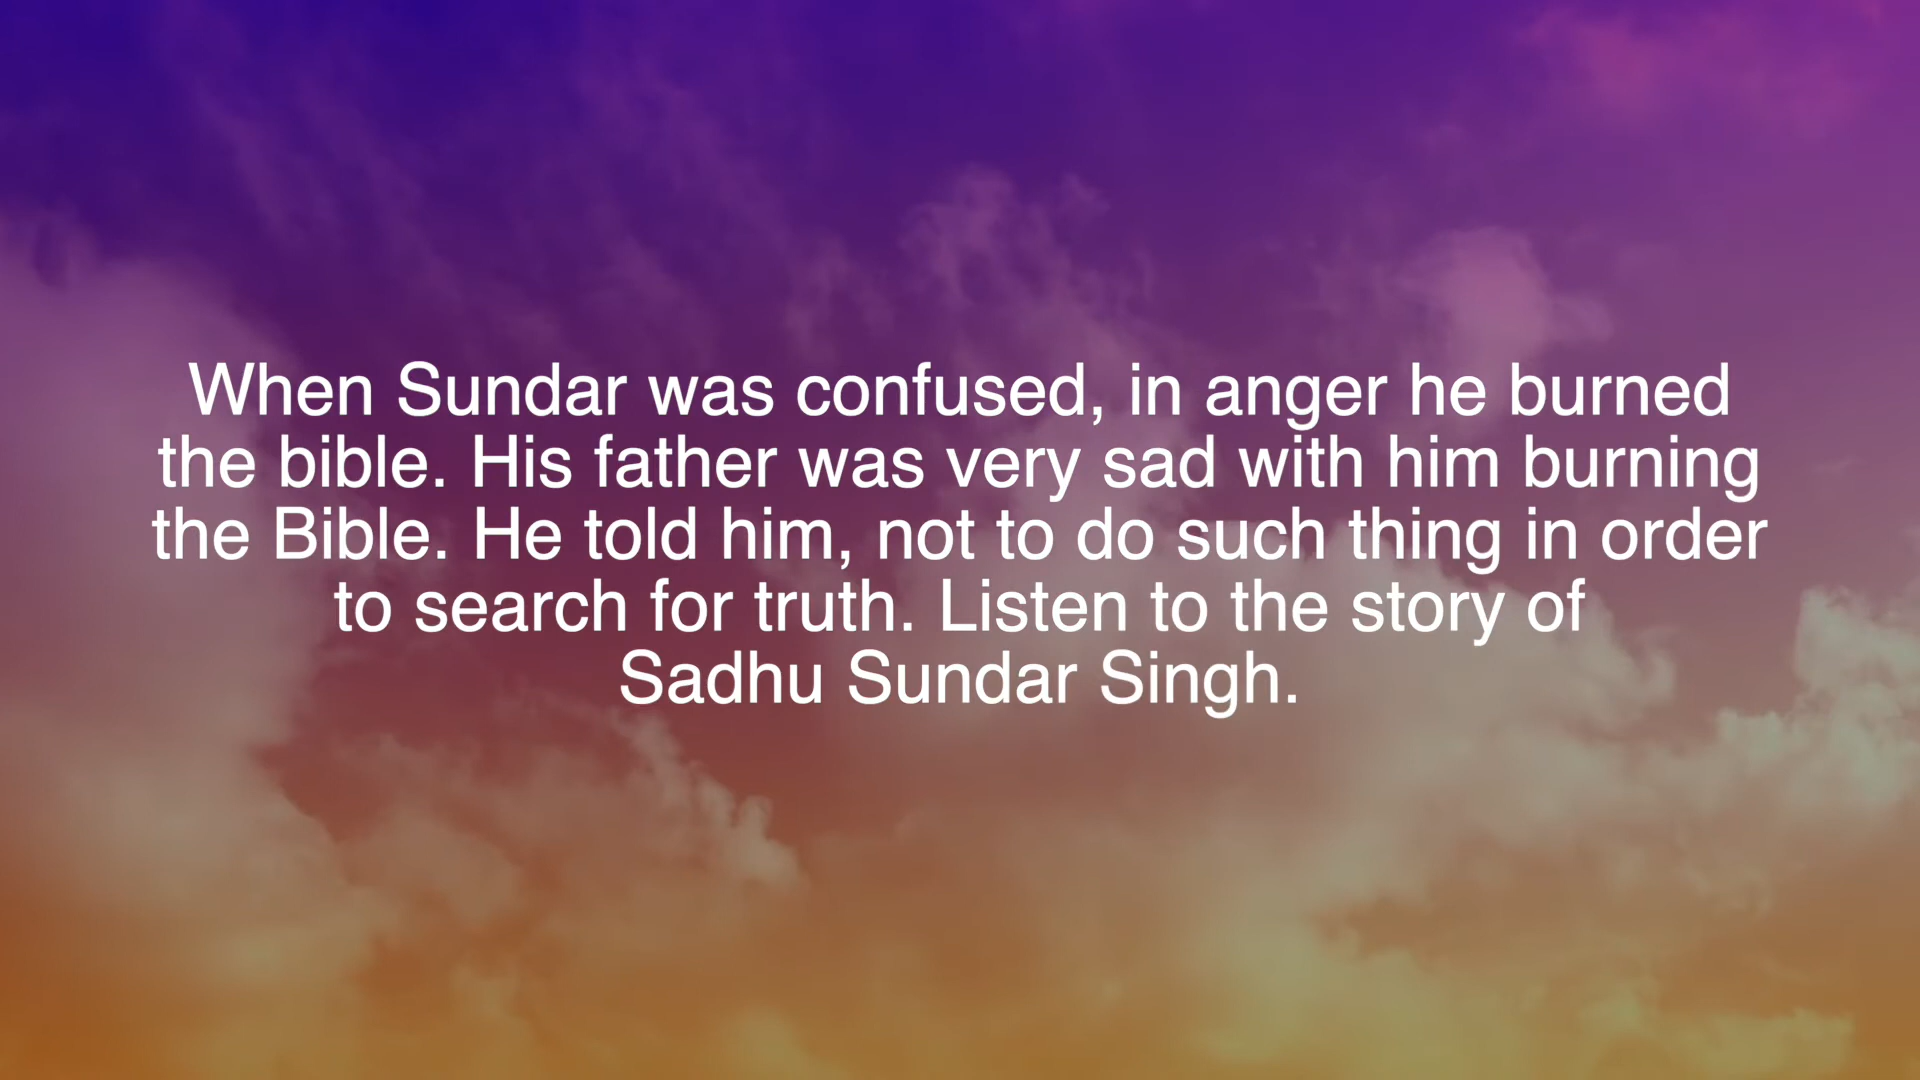 When Sundar was confused, in anger he burned
the bible. His father was very sad with him burning
the Bible. He told him, not to do such thing in order
to search for truth. Listen to the story of
Sadhu Sundar Singh.